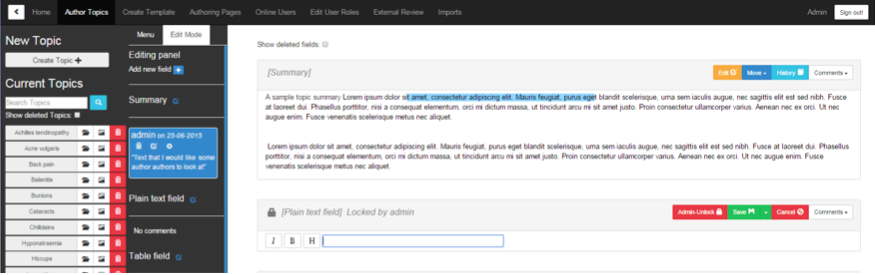 Home Author Topics Create Template Authoring Pages Online Users Edit User Roles External Review Imports Admin Sign out!
New Topic
Create Topic
Current Topics
Search Topics
Show deleted Topics:
Achilles tendinopathy
Acne vulgaris
Back pain
Balanitis
Bunions
Cataracts
Chilblains
Hyponatraemia
Hiccups
Menu Edit Mode
Editing panel
Add new field
Summary
admin on 23-06-2015
"Text that I would like some
author authors to look at"
Plain text field
No comments
Table field
Show deleted fields:
[Summary] Edit Move History Comments
A sample topic summary Lorem ipsum dolor sit amet, consectetur adipiscing elit. Mauris feugiat, purus eget blandit scelerisque, urna sem iaculis augue, nec sagittis elit est sed nibh. Fusce
at laoreet dui. Phasellus porttitor, nisi a consequat elementum, orci mi dictum massa, ut tincidunt arcu mi sit amet justo. Proin consectetur ullamcorper varius. Aenean nec ex orci. Ut nec
augue enim. Fusce venenatis scelerisque metus, nec aliquet.
Lorem ipsum dolor sit amet, consectetur adipiscing elit. Mauris feugiat, purus eget blandit scelerisque, urna sem iaculis augue, nec sagittis elit est sed nibh. Fusce at laoreet dui. Phasellus
porttitor, nisi a consequat elementum, orci mi dictum massa, ut tincidunt arcu mi sit amet justo. Proin consectetur ullamcorper varius. Aenean nec ex orci. Ut nec augue enim. Fusce
venenatis scelerisque metus, nec aliquet.
[Plain text field] Locked by admin Admin-Unlock Save Cancel Comments
I B H